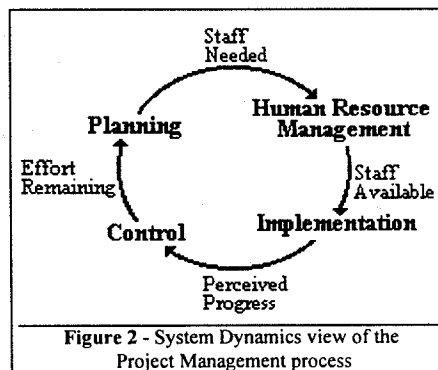 Staff
Needed
Planning
Human Resource
Management
Effort
Remaining
Staff
Available
Control
Implementation
Perceived
Progress
Figure 2 - System Dynamics view of the
Project Management process